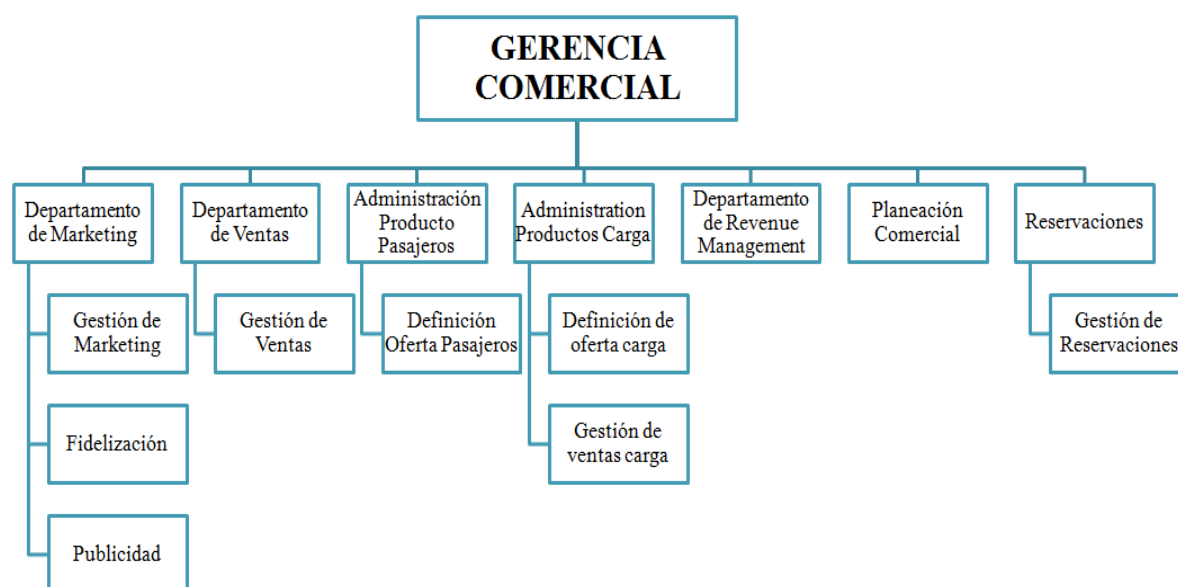 GERENCIA
COMERCIAL
Departamento
de Marketing
Departamento
de Ventas
Administración
Producto
Pasajeros
Administration
Productos Carga
Departamento
de Revenue
Management
Planeación
Comercial
Reservaciones
Gestión de
Marketing
Gestión de
Ventas
Definición
Oferta Pasajeros
Definición de
oferta carga
Gestión de
Reservaciones
Fidelización
Gestión de
ventas carga
Publicidad